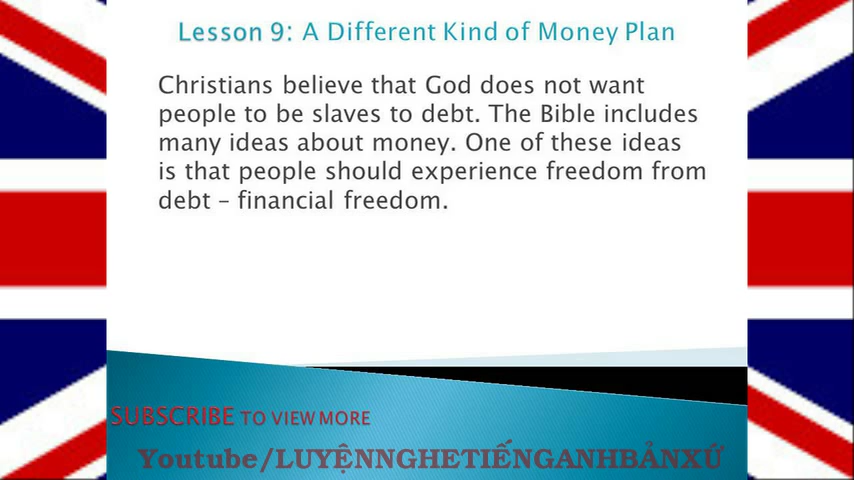 Lesson 9: A Different Kind of Money Plan
Christians believe that God does not want
people to be slaves to debt. The Bible includes
many ideas about money. One of these ideas
is that people should experience freedom from
debt – financial freedom.
SUBSCRIBE TO VIEW MORE
Youtube/LUYỆNNGHETIẾNGANHBẢNXỨ